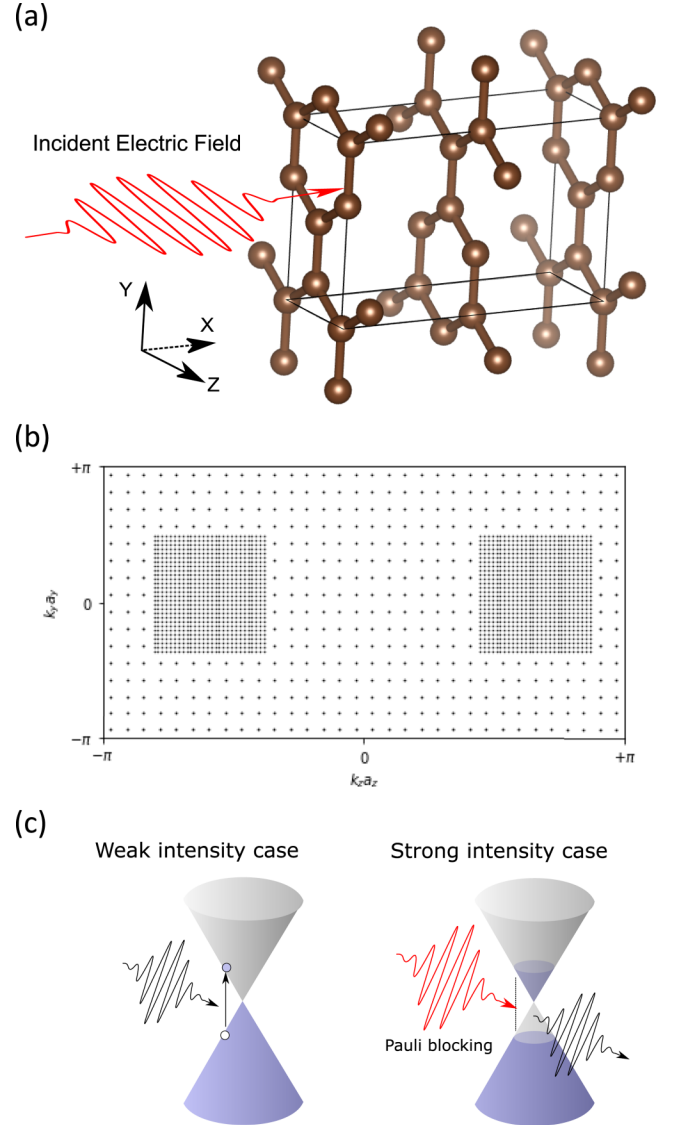 (a)
Incident Electric Field
Y
X
Z
(b)
+π
0
-π
k_y a_y
-π
0
+π
k_z a_z
(c)
Weak intensity case
Strong intensity case
Pauli blocking